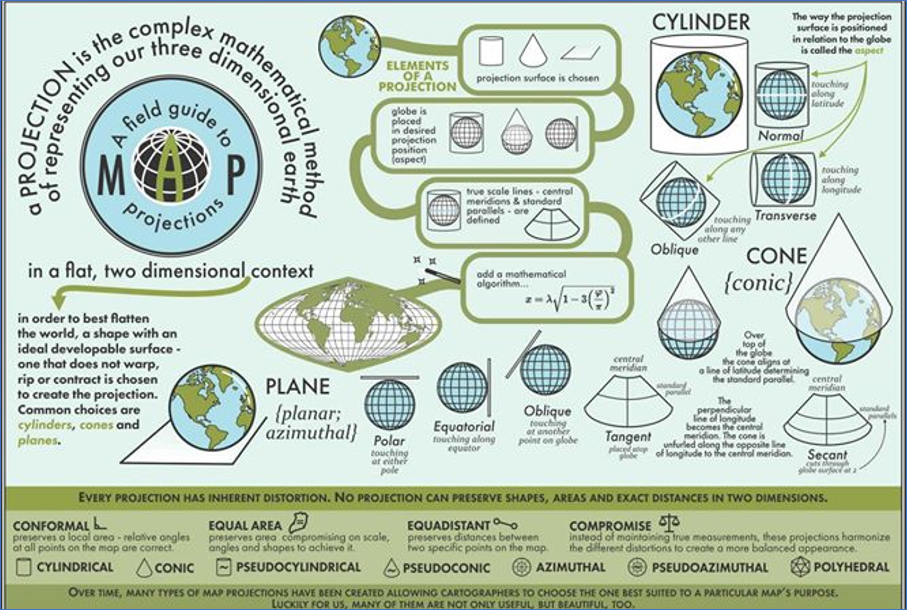 a PROJECTION is the complex mathematical method
of representing our three dimensional earth
A field guide to
MAP
projections
in a flat, two dimensional context
in order to best flatten
the world, a shape with an
ideal developable surface -
one that does not warp,
rip or contract is chosen
to create the projection.
Common choices are
cylinders, cones and
planes.
ELEMENTS
OF A
PROJECTION
projection surface is chosen
globe is
placed
in desired
projection
position
(aspect)
true scale lines - central
meridians & standard
parallels - are
defined
add a mathematical
algorithm...
x = λ√1 − 3(φ/π)²
CYLINDER
The way the projection
surface is positioned
in relation to the globe
is called the aspect
touching
along
latitude
Normal
touching
along
longitude
Transverse
touching
along any
other line
Oblique
CONE
{conic}
Over
top of
the globe
the cone aligns at
a line of latitude determining
the standard parallel.
The
perpendicular
line of longitude
becomes the central
meridian. The cone is
unfurled along the opposite line
of longitude to the central meridian.
central
meridian
standard
parallel
Tangent
placed atop
globe
central
meridian
standard
parallels
Secant
cuts through
globe surface at 2
PLANE
{planar;
azimuthal}
Polar
touching
at either
pole
Equatorial
touching along
equator
Oblique
touching
at another
point on globe
EVERY PROJECTION HAS INHERENT DISTORTION. NO PROJECTION CAN PRESERVE SHAPES, AREAS AND EXACT DISTANCES IN TWO DIMENSIONS.
CONFORMAL
preserves a local area - relative angles
at all points on the map are correct.
EQUAL AREA
preserves area compromising on scale,
angles and shapes to achieve it.
EQUADISTANT
preserves distances between
two specific points on the map.
COMPROMISE
instead of maintaining true measurements, these projections harmonize
the different distortions to create a more balanced appearance.
CYLINDRICAL
CONIC
PSEUDOCYLINDRICAL
PSEUDOCONIC
AZIMUTHAL
PSEUDOAZIMUTHAL
POLYHEDRAL
OVER TIME, MANY TYPES OF MAP PROJECTIONS HAVE BEEN CREATED ALLOWING CARTOGRAPHERS TO CHOOSE THE ONE BEST SUITED TO A PARTICULAR MAP'S PURPOSE.
LUCKILY FOR US, MANY OF THEM ARE NOT ONLY USEFUL, BUT BEAUTIFUL, TOO.